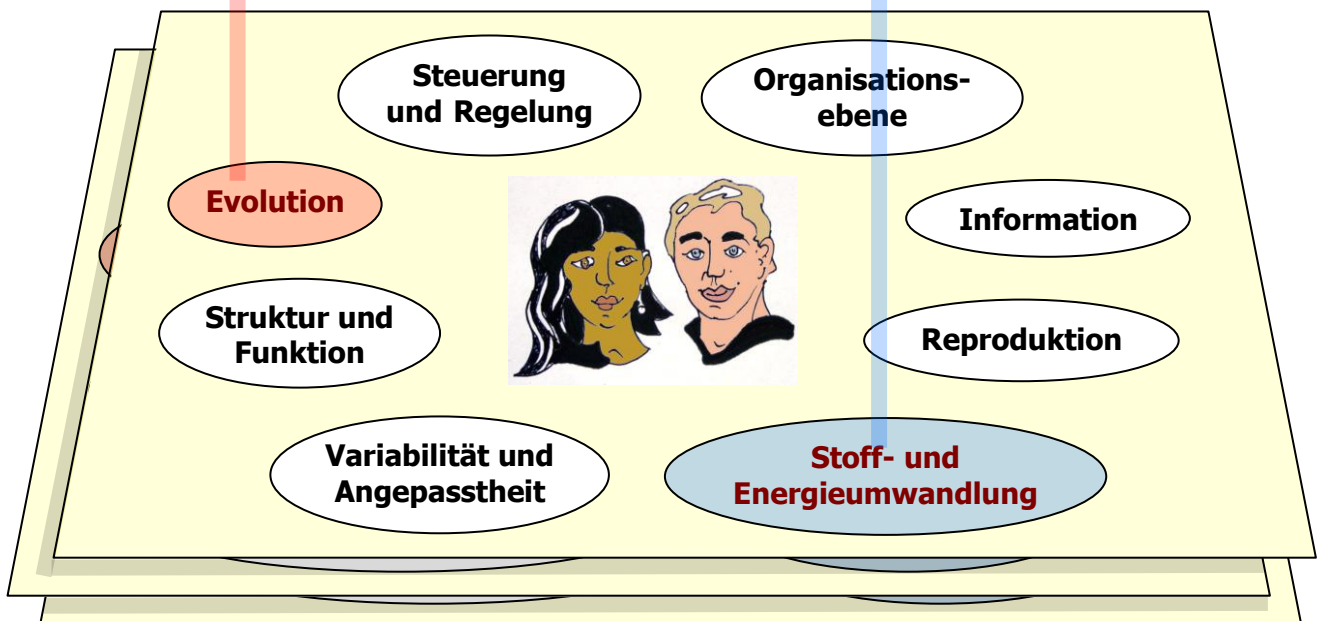 Steuerung
und Regelung
Organisations-
ebene
Evolution
Information
Struktur und
Funktion
Reproduktion
Variabilität und
Angepasstheit
Stoff- und
Energieumwandlung